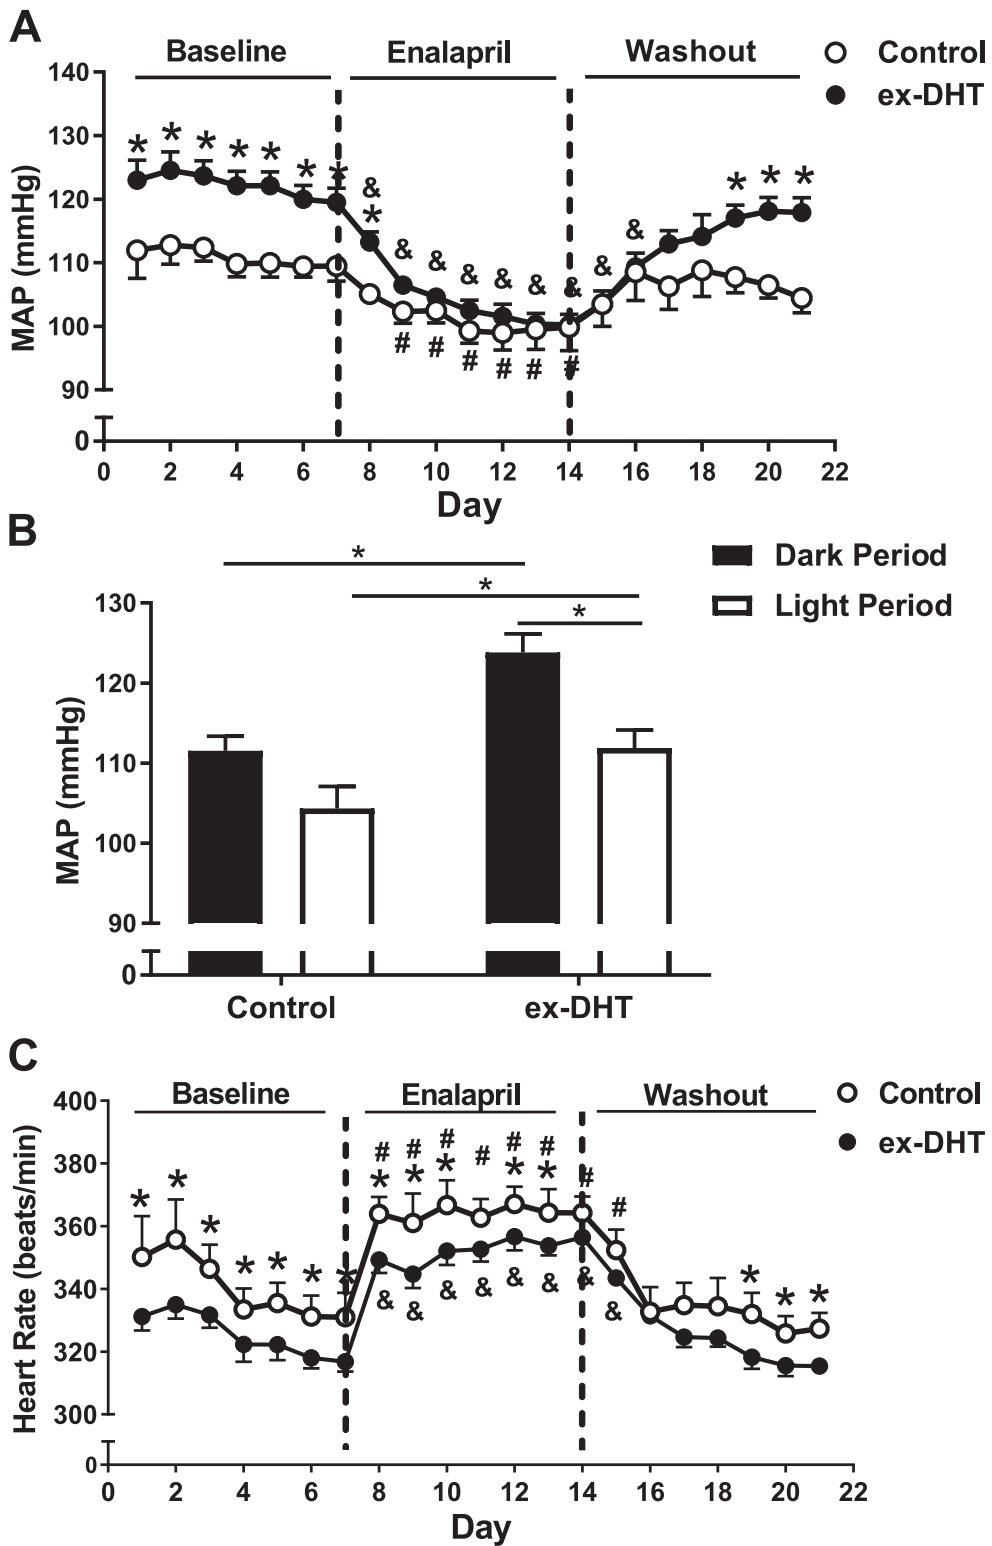 A
Baseline Enalapril Washout
Control
ex-DHT
MAP (mmHg)
140
130
120
110
100
90
0
* * * * * * * & * & & & & & & & &
* * *
# # # # # #
0 2 4 6 8 10 12 14 16 18 20 22
Day
B
Dark Period
Light Period
*
*
*
MAP (mmHg)
130
120
110
100
90
0
Control ex-DHT
C
Baseline Enalapril Washout
Control
ex-DHT
Heart Rate (beats/min)
400
380
360
340
320
300
0
# # # # # # # #
* * * * * * * * * * * * * * *
& & & & & & & &
0 2 4 6 8 10 12 14 16 18 20 22
Day